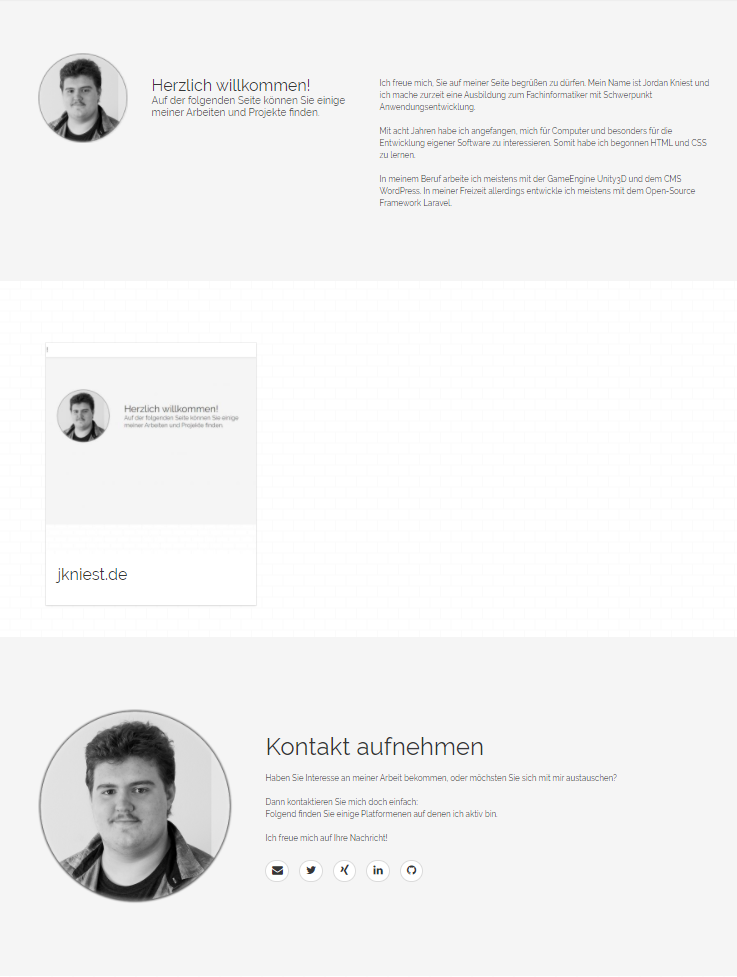 Herzlich willkommen!
Auf der folgenden Seite können Sie einige
meiner Arbeiten und Projekte finden.
Ich freue mich, Sie auf meiner Seite begrüßen zu dürfen. Mein Name ist Jordan Kniest und
ich mache zurzeit eine Ausbildung zum Fachinformatiker mit Schwerpunkt
Anwendungsentwicklung.
Mit acht Jahren habe ich angefangen, mich für Computer und besonders für die
Entwicklung eigener Software zu interessieren. Somit habe ich begonnen HTML und CSS
zu lernen.
In meinem Beruf arbeite ich meistens mit der GameEngine Unity3D und dem CMS
WordPress. In meiner Freizeit allerdings entwickle ich meistens mit dem Open-Source
Framework Laravel.
Herzlich willkommen!
Auf der folgenden Seite können Sie einige
meiner Arbeiten und Projekte finden.
jkniest.de
Kontakt aufnehmen
Haben Sie Interesse an meiner Arbeit bekommen, oder möchten Sie sich mit mir austauschen?
Dann kontaktieren Sie mich doch einfach:
Folgend finden Sie einige Platformenen auf denen ich aktiv bin.
Ich freue mich auf Ihre Nachricht!